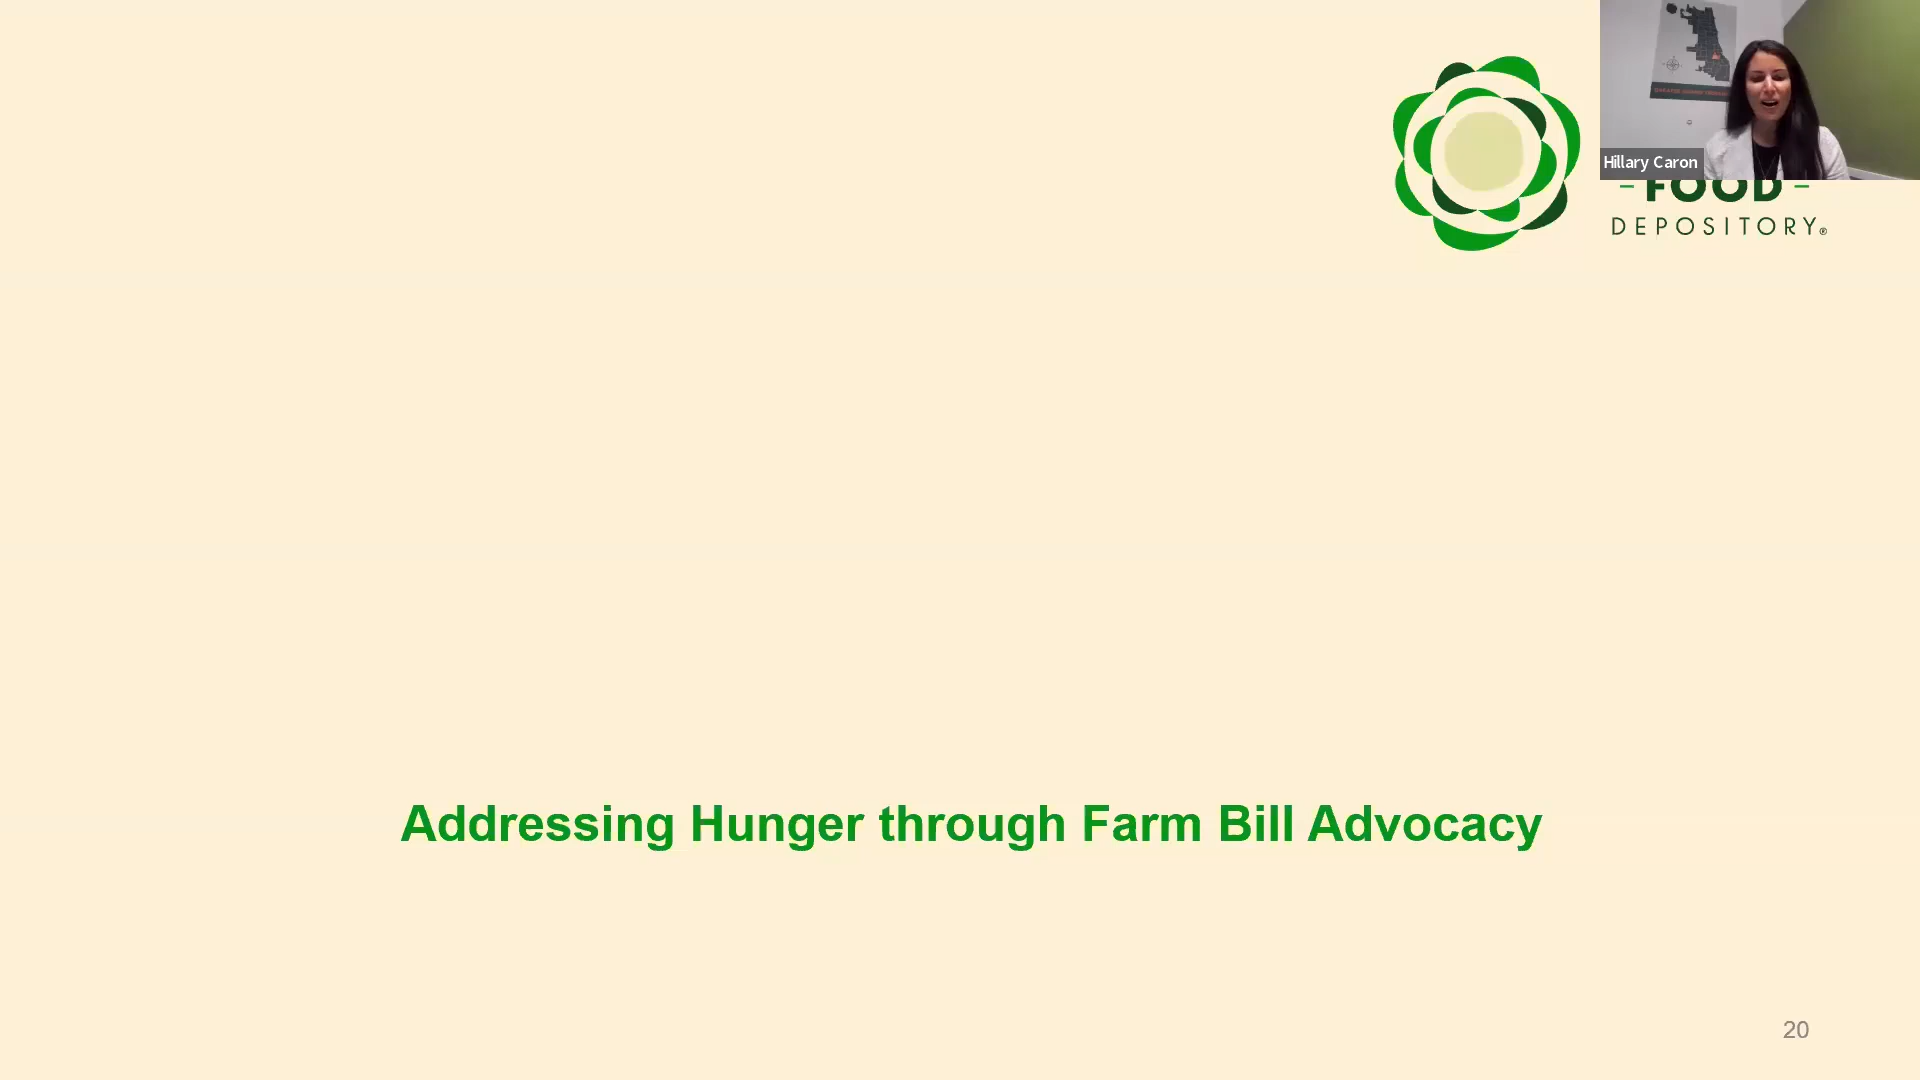 Hillary Caron
- FOOD -
DEPOSITORY®
Addressing Hunger through Farm Bill Advocacy
20